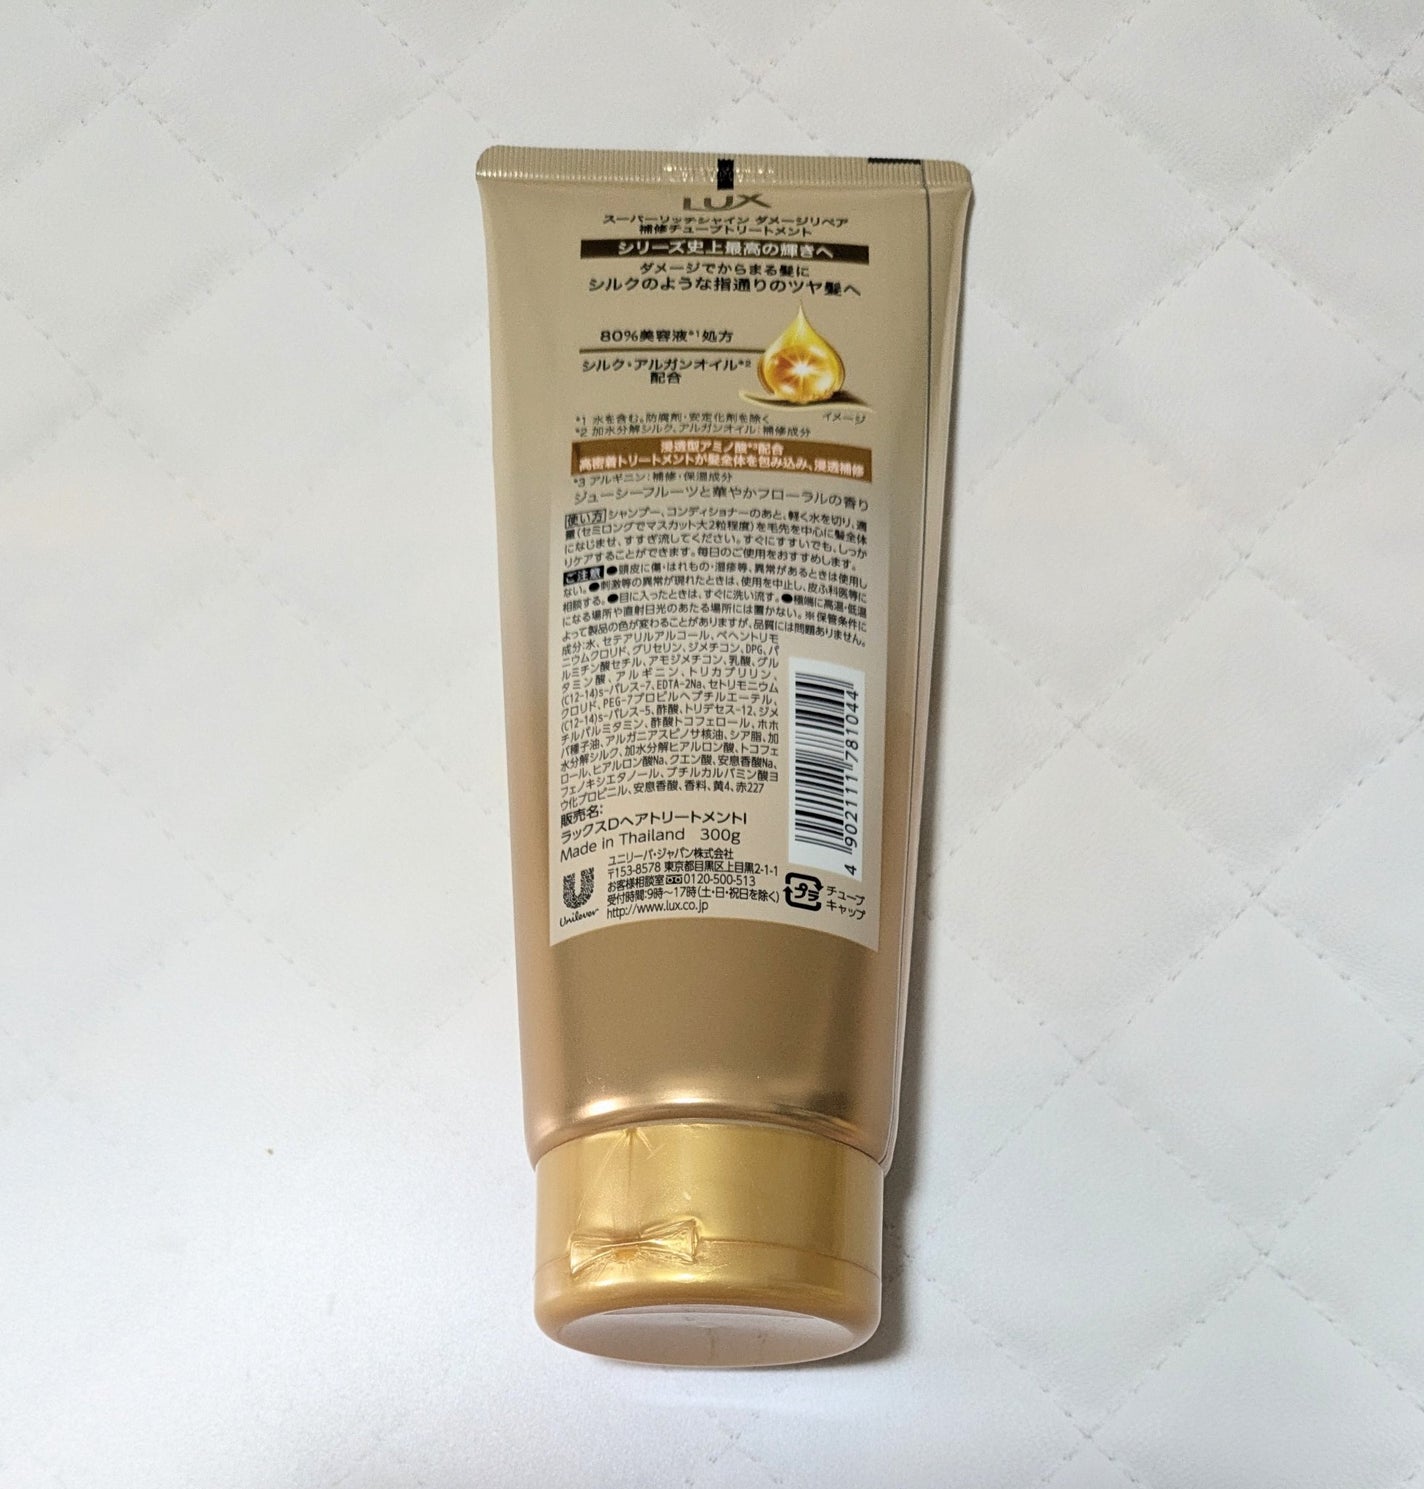 LUX
スーパーリッチシャイン ダメージリペア
補修チューブトリートメント
シリーズ史上最高の輝きへ
ダメージでからまる髪に
シルクのような指通りのツヤ髪へ
80%美容液*1処方
シルク・アルガンオイル*2
配合
イメージ
*1 水を含む。防腐剤・安定化剤を除く
*2 加水分解シルク、アルガンオイル：補修成分
浸透型アミノ酸*3配合
高密着トリートメントが髪全体を包み込み、浸透補修
*3 アルギニン：補修・保湿成分
ジューシーフルーツと華やかフローラルの香り
使い方 シャンプー、コンディショナーのあと、軽く水を切り、適
量(セミロングでマスカット大2粒程度)を毛先を中心に髪全体
になじませ、すすぎ流してください。すぐにすすいでも、しっか
りケアすることができます。毎日のご使用をおすすめします。
ご注意 ●頭皮に傷・はれもの・湿疹等、異常があるときは使用し
ない。●刺激等の異常が現れたときは、使用を中止し、皮ふ科医等に
相談する。●目に入ったときは、すぐに洗い流す。●極端に高温・低温
になる場所や直射日光のあたる場所には置かない。※保管条件に
よって製品の色が変わることがありますが、品質には問題ありません。
成分：水、セテアリルアルコール、ベヘントリモ
ニウムクロリド、グリセリン、ジメチコン、DPG、パ
ルミチン酸セチル、アモジメチコン、乳酸、グル
タミン酸、アルギニン、トリカプリリン、
(C12-14)s-パレス-7、EDTA-2Na、セトリモニウム
クロリド、PEG-7プロピルヘプチルエーテル、
(C12-14)s-パレス-5、酢酸、トリデセス-12、ジメ
チルパルミタミン、酢酸トコフェロール、ホホ
バ種子油、アルガニアスピノサ核油、シア脂、加
水分解シルク、加水分解ヒアルロン酸、トコフェ
ロール、ヒアルロン酸Na、クエン酸、安息香酸Na、
フェノキシエタノール、ブチルカルバミン酸ヨ
ウ化プロピニル、安息香酸、香料、黄4、赤227
販売名：
ラックスDヘアトリートメントI
Made in Thailand 300g
Unilever
ユニリーバ・ジャパン株式会社
〒153-8578 東京都目黒区上目黒2-1-1
お客様相談室 0120-500-513
受付時間：9時～17時(土・日・祝日を除く)
http://www.lux.co.jp
4 902111 781044
プラ
チューブ
キャップ